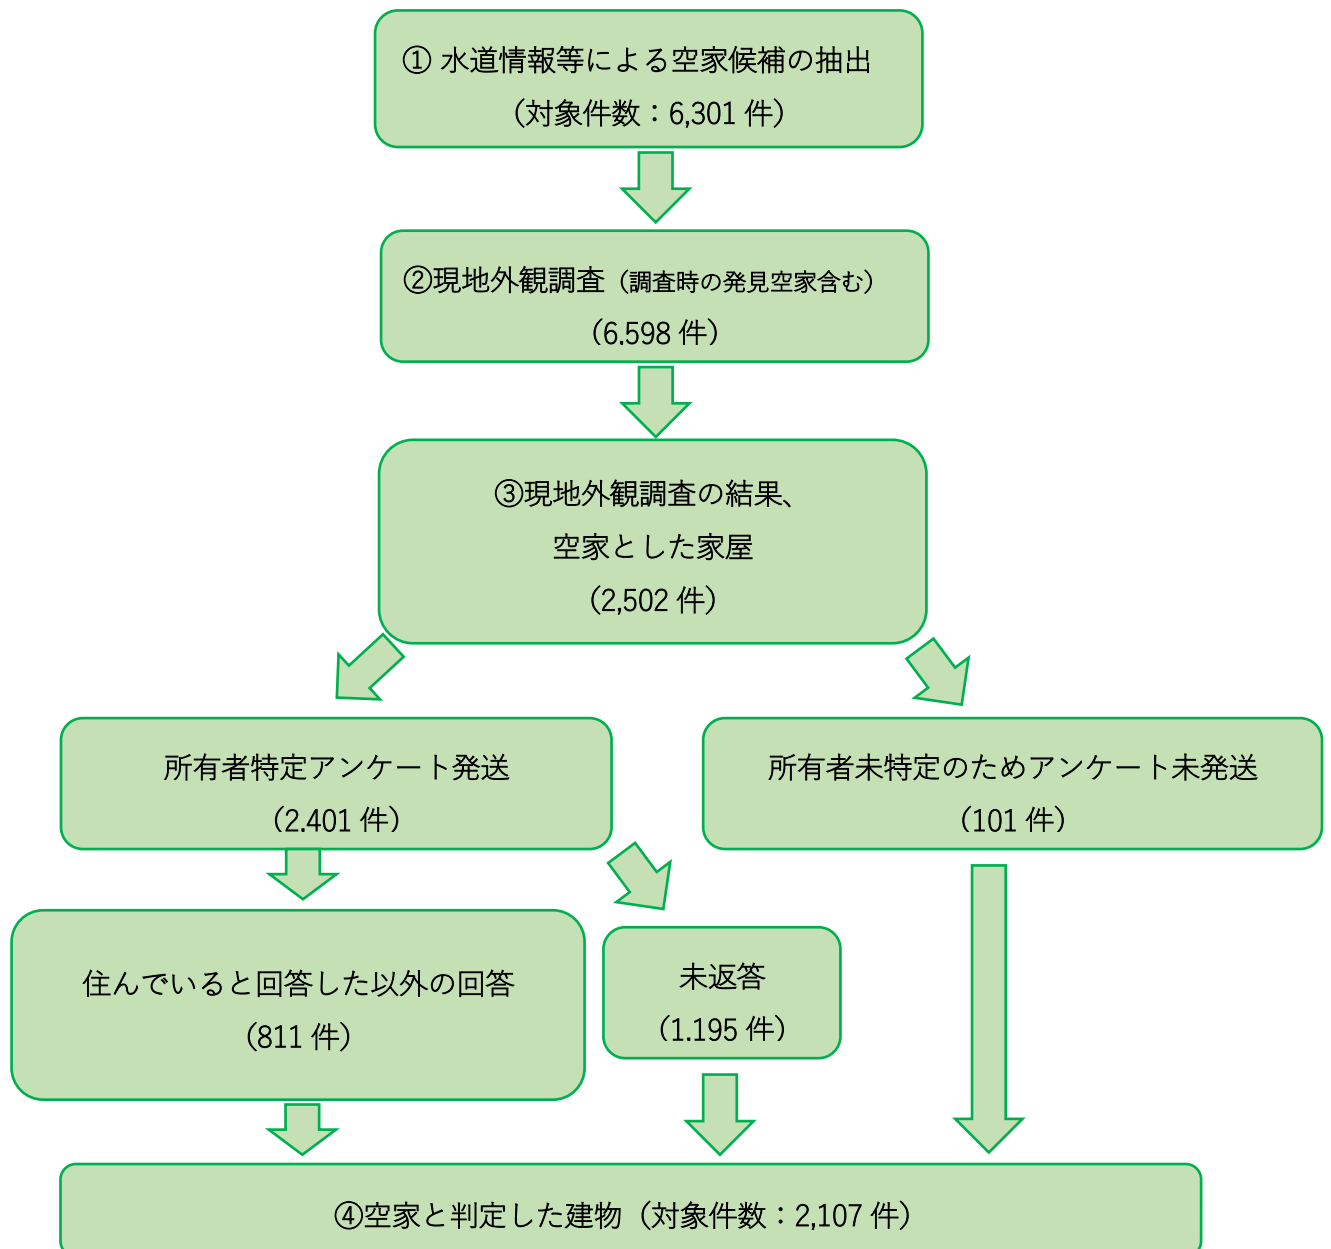 ① 水道情報等による空家候補の抽出
（対象件数：6,301 件）
②現地外観調査（調査時の発見空家含む）
（6.598 件）
③現地外観調査の結果、
空家とした家屋
（2,502 件）
所有者特定アンケート発送
（2.401 件）
所有者未特定のためアンケート未発送
（101 件）
住んでいると回答した以外の回答
（811 件）
未返答
（1.195 件）
④空家と判定した建物（対象件数：2,107 件）